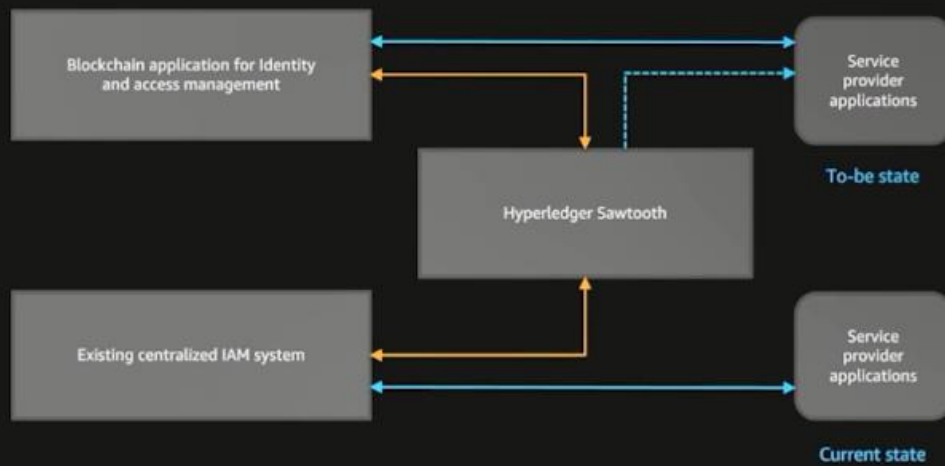 Blockchain application for Identity
and access management
Service
provider
applications
To-be state
Hyperledger Sawtooth
Existing centralized IAM system
Service
provider
applications
Current state